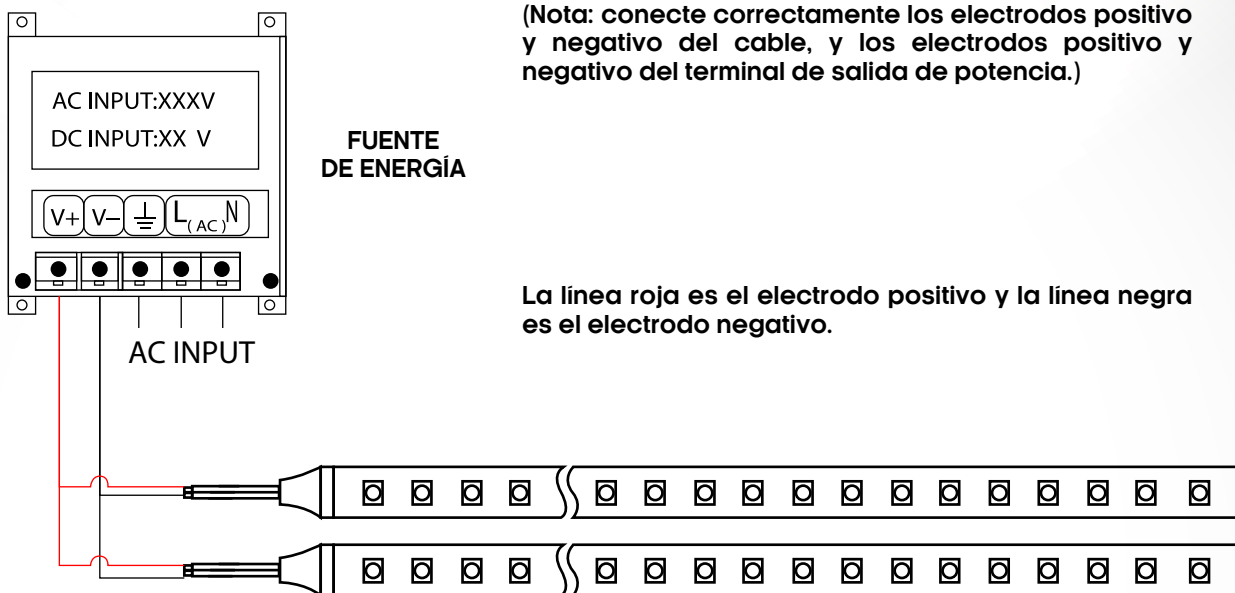 (Nota: conecte correctamente los electrodos positivo
y negativo del cable, y los electrodos positivo y
negativo del terminal de salida de potencia.)
AC INPUT:XXXV
DC INPUT:XX V
FUENTE
DE ENERGÍA
V+ V- L(AC)N
La línea roja es el electrodo positivo y la línea negra
es el electrodo negativo.
AC INPUT